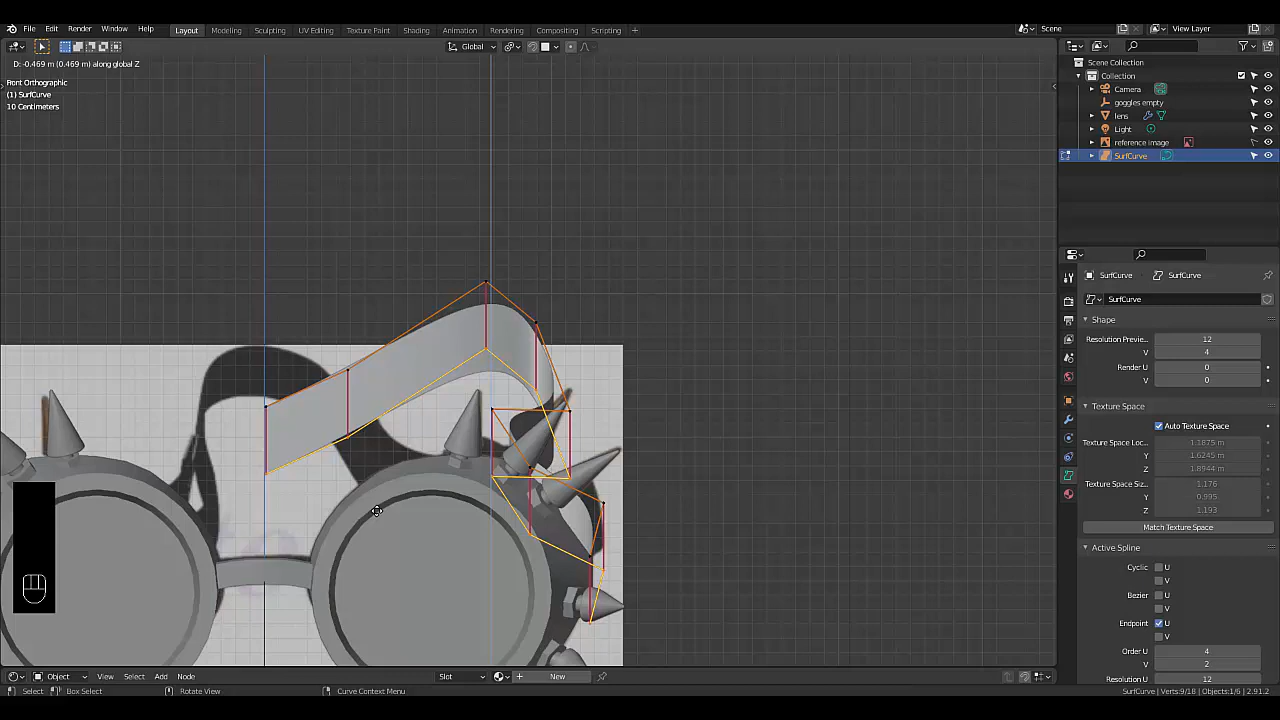 File Edit Render Window Help Layout Modeling Sculpting UV Editing Texture Paint Shading Animation Rendering Compositing Scripting + Scene View Layer
Global
D: -0.469 m (0.469 m) along global Z
Front Orthographic
(1) SurfCurve
10 Centimeters
Scene Collection
Collection
Camera
goggles empty
lens
Light
reference image
SurfCurve
SurfCurve SurfCurve
SurfCurve
Shape
Resolution Previe.. 12
V 4
Render U 0
V 0
Texture Space
Auto Texture Space
Texture Space Loc.. 1.1875 m
Y 1.6245 m
Z 1.8944 m
Texture Space Siz.. 1.176
Y 0.995
Z 1.193
Match Texture Space
Active Spline
Cyclic U
V
Bezier U
V
Endpoint U
V
Order U 4
V 2
Resolution U 12
Object View Select Add Node Slot + New
Select Box Select Rotate View Curve Context Menu SurfCurve | Verts:9/18 | Objects:1/6 | 2.91.2